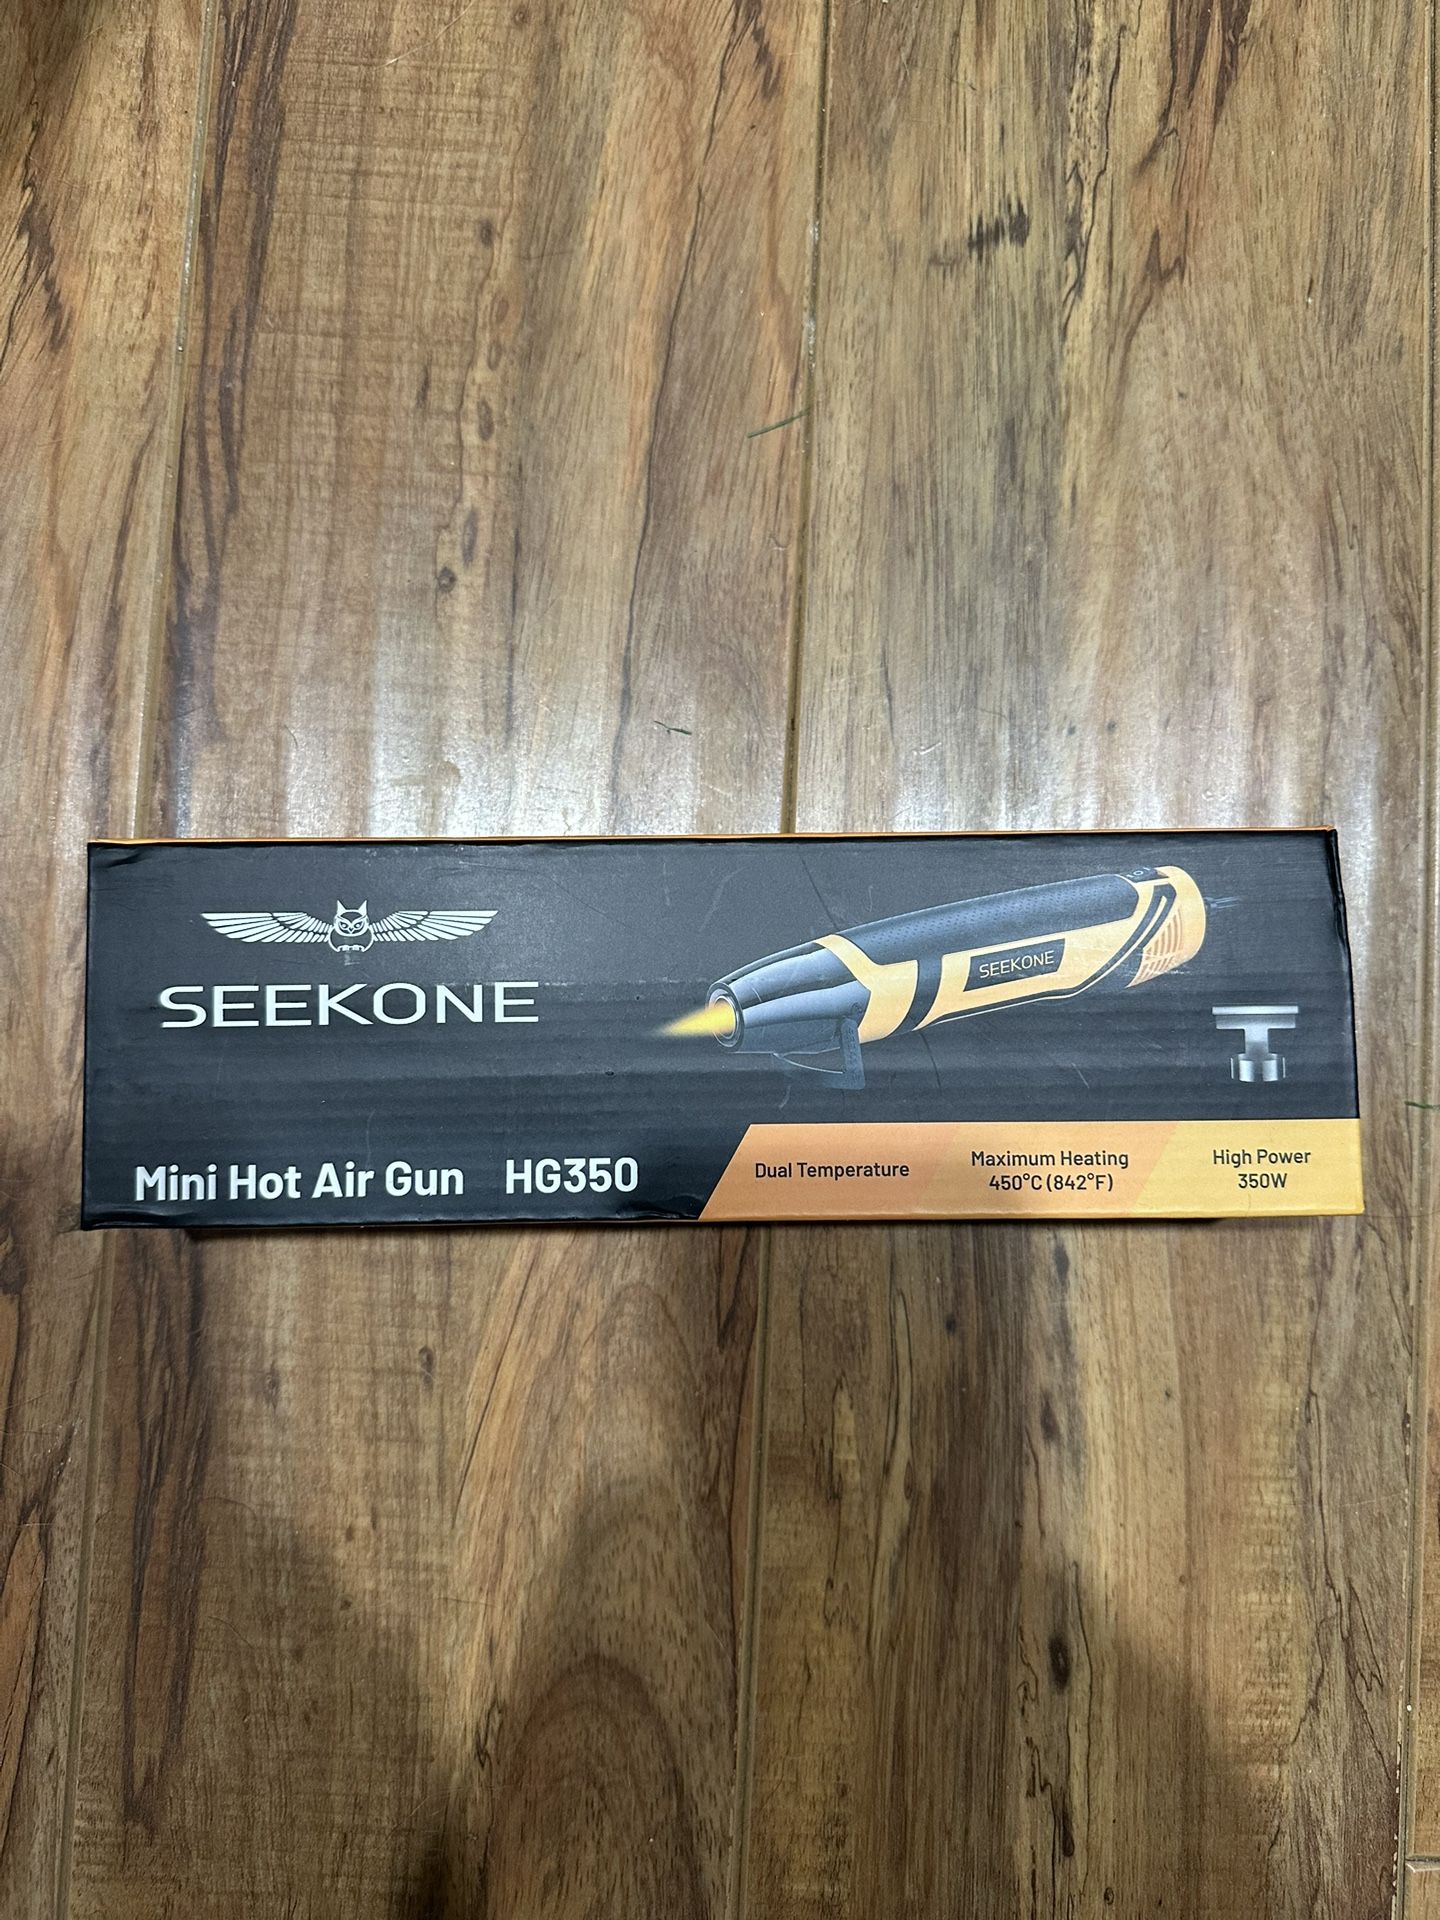 SEEKONE
SEEKONE
Mini Hot Air Gun HG350
Dual Temperature
Maximum Heating
450°C (842°F)
High Power
350W